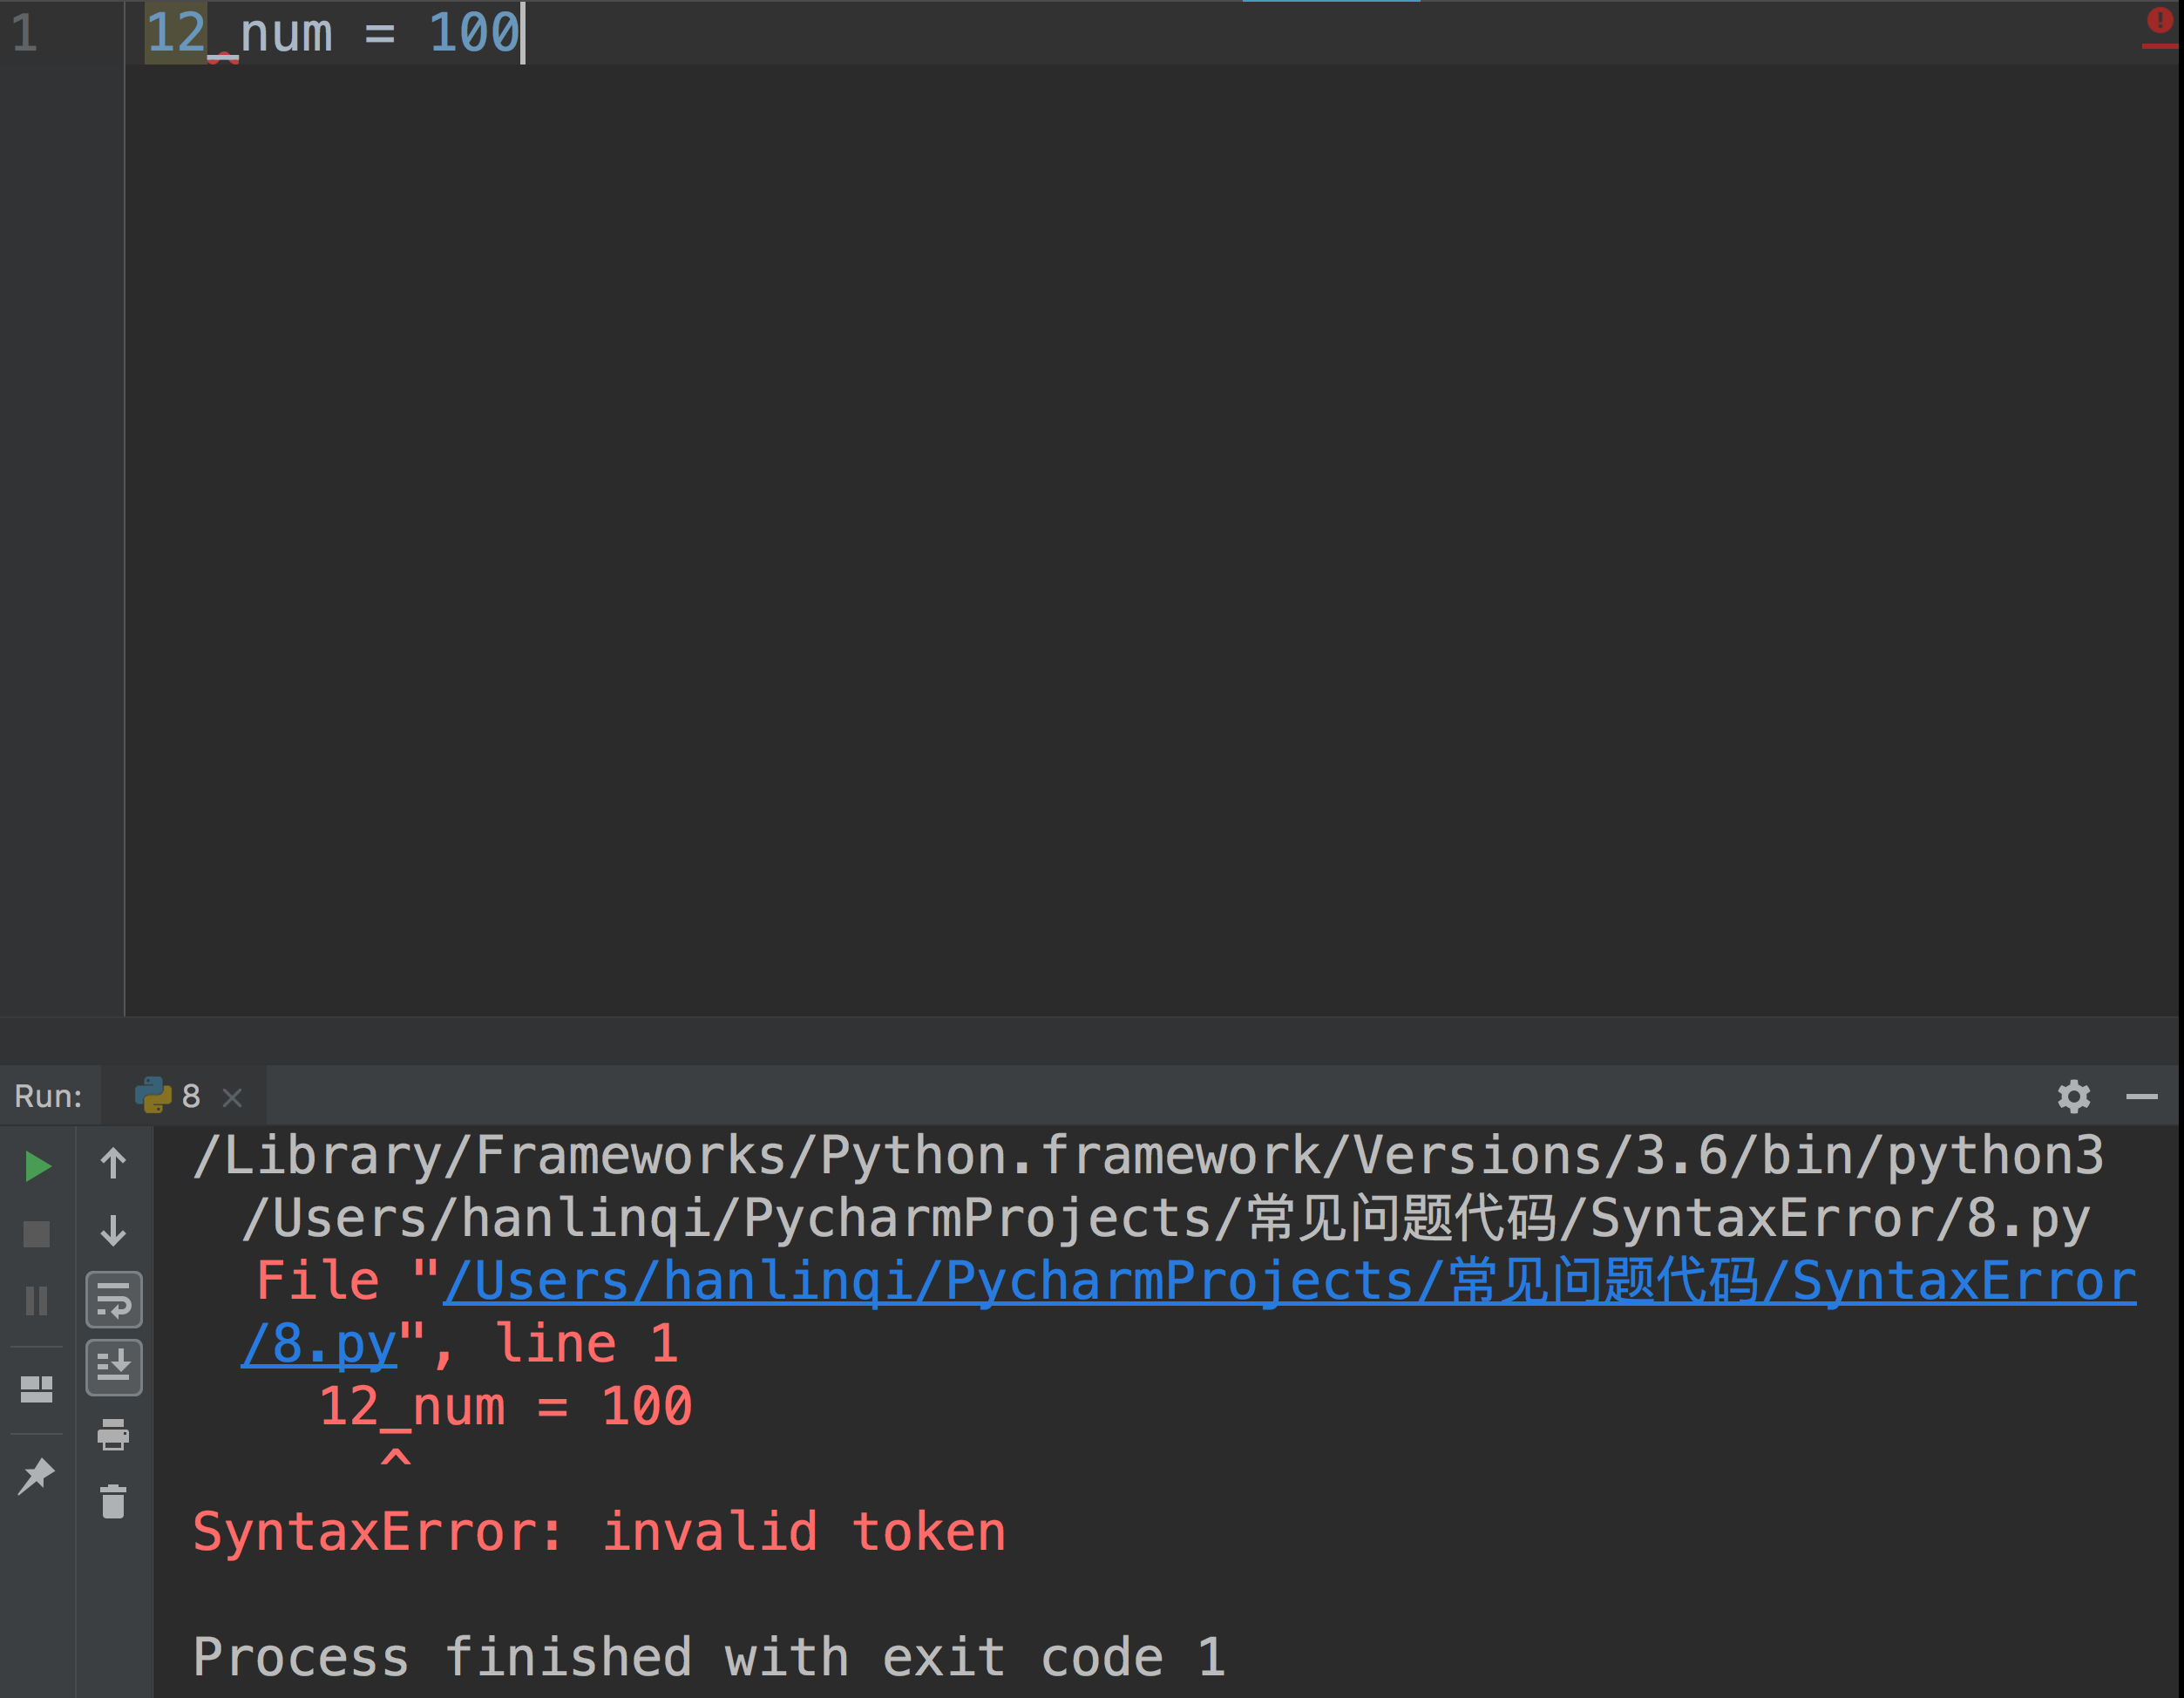 1 12_num = 100
Run: 8
/Library/Frameworks/Python.framework/Versions/3.6/bin/python3
/Users/hanlinqi/PycharmProjects/常见问题代码/SyntaxError/8.py
File "/Users/hanlinqi/PycharmProjects/常见问题代码/SyntaxError
/8.py", line 1
12_num = 100
^
SyntaxError: invalid token
Process finished with exit code 1